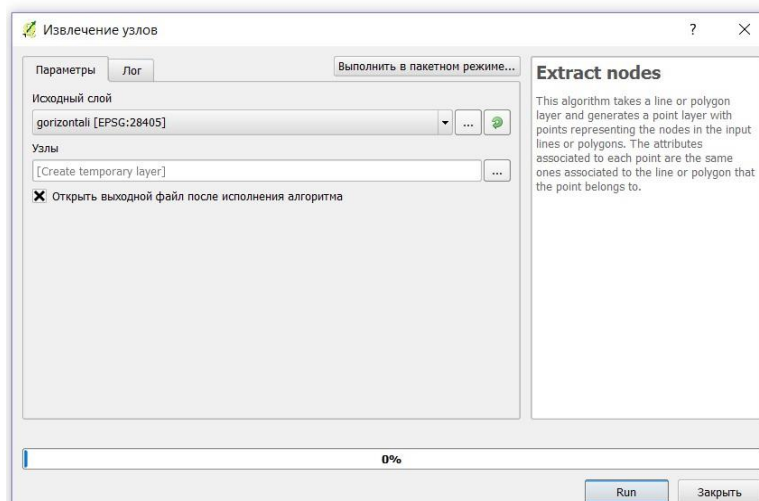 Извлечение узлов
? X
Параметры
Лог
Выполнить в пакетном режиме...
Исходный слой
gorizontali [EPSG:28405]
...
Узлы
[Create temporary layer]
...
Открыть выходной файл после исполнения алгоритма
Extract nodes
This algorithm takes a line or polygon
layer and generates a point layer with
points representing the nodes in the input
lines or polygons. The attributes
associated to each point are the same
ones associated to the line or polygon that
the point belongs to.
0%
Run
Закрыть